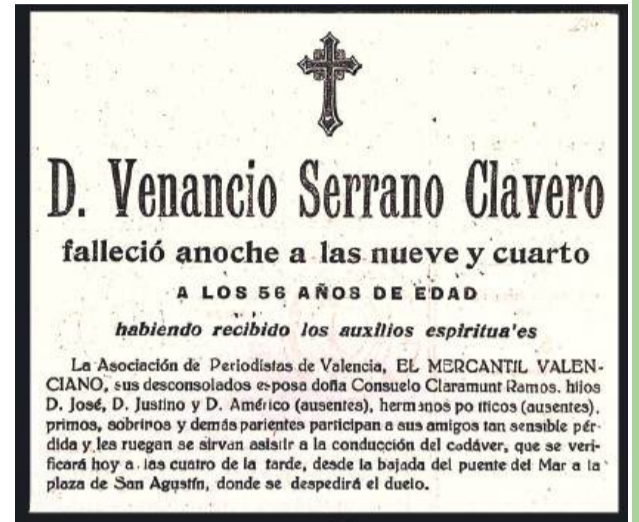 D. Venancio Serrano Clavero
falleció anoche a las nueve y cuarto
A LOS 56 AÑOS DE EDAD
habiendo recibido los auxilios espiritua'es
La Asociación de Periodistas de Valencia, EL MERCANTIL VALEN-
CIANO, sus desconsolados esposa doña Consuelo Claramunt Ramos, hijos
D. José, D. Justino y D. Américo (ausentes), hermanos po íticos (ausentes),
primos, sobrinos y demás parientes participan a sus amigos tan sensible pér-
dida y les ruegan se sirvan asistir a la conducción del cadáver, que se veri-
ficará hoy a las cuatro de la tarde, desde la bajada del puente del Mar a la
plaza de San Agustín, donde se despedirá el duelo.